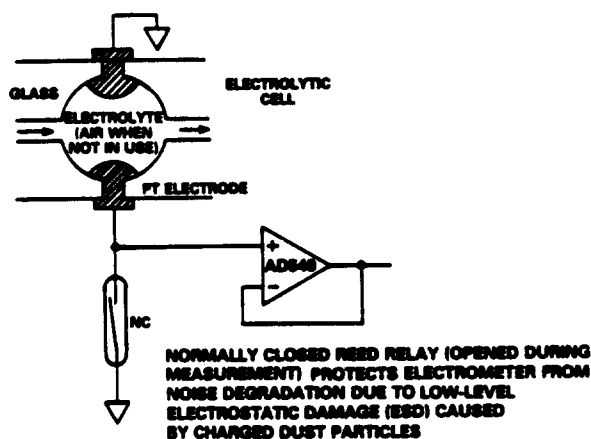 GLASS
ELECTROLYTIC
CELL
ELECTROLYTE
(AIR WHEN
NOT IN USE)
PT ELECTRODE
+
−
NC
NORMALLY CLOSED REED RELAY (OPENED DURING
MEASUREMENT) PROTECTS ELECTROMETER FROM
NOISE DEGRADATION DUE TO LOW-LEVEL
ELECTROSTATIC DAMAGE (ESD) CAUSED
BY CHARGED DUST PARTICLES